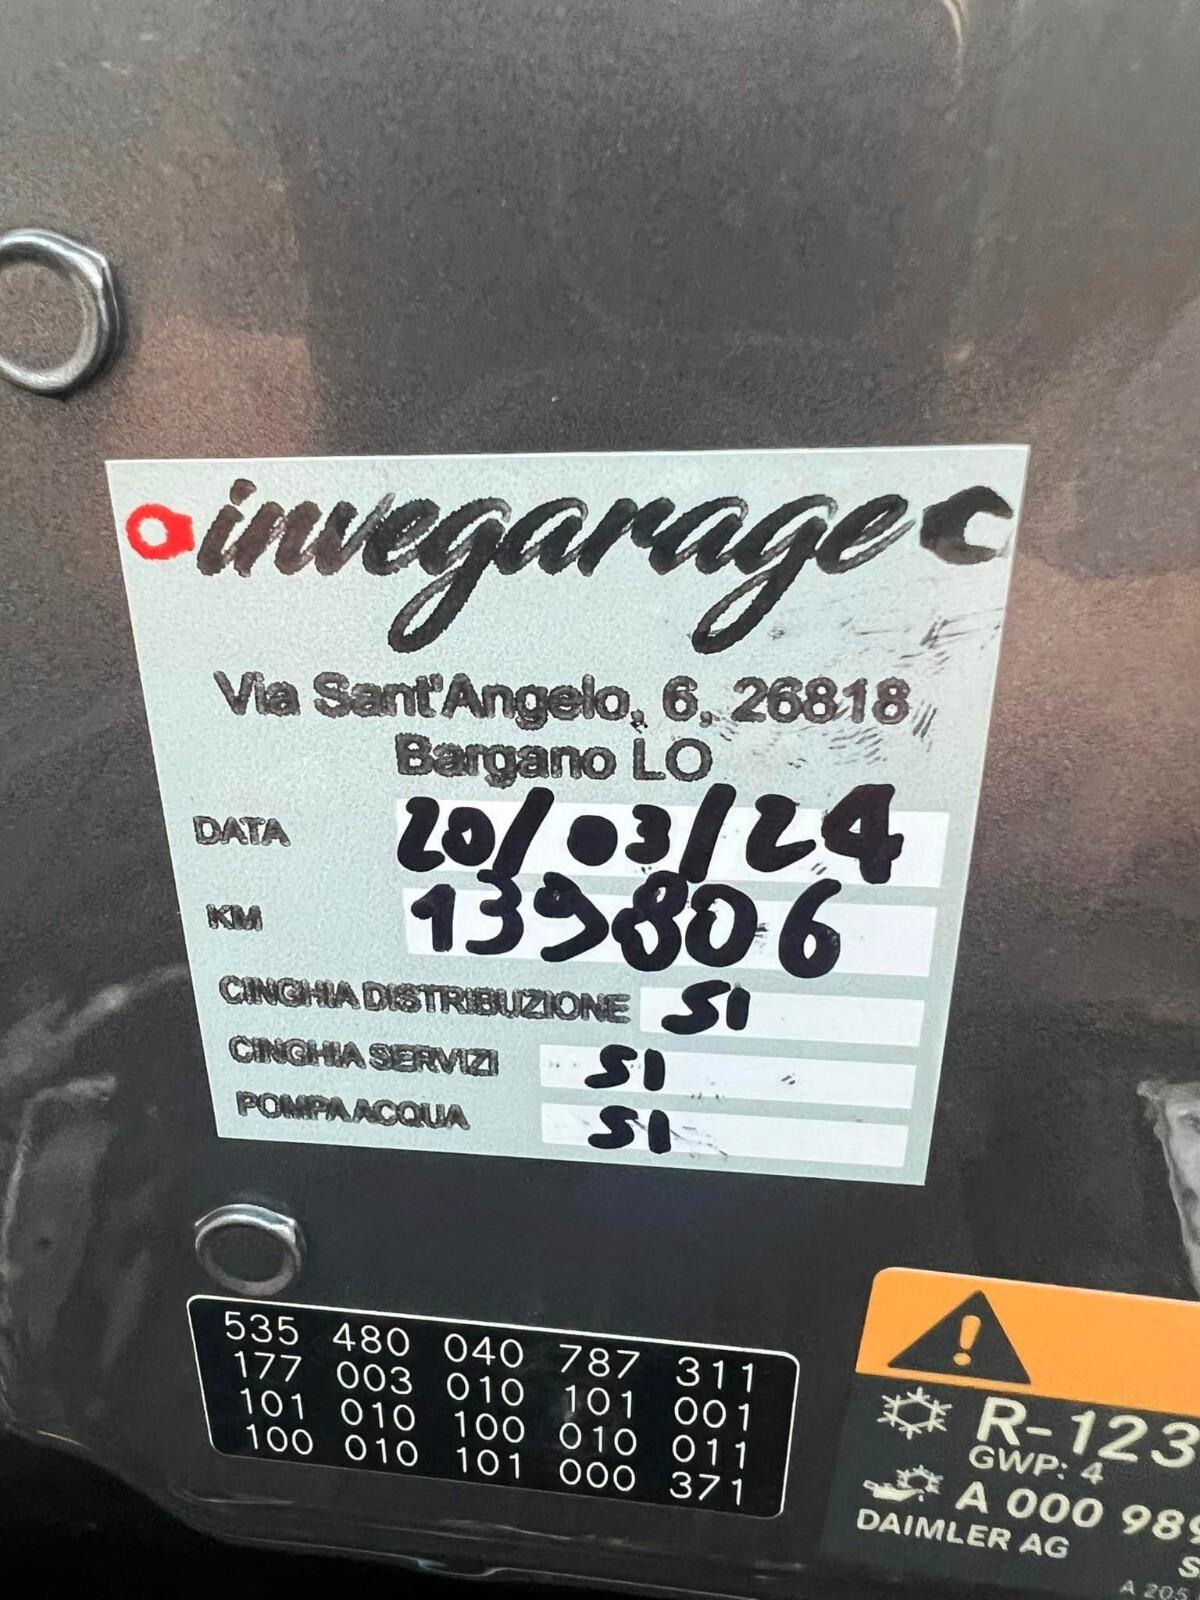 invegarage
Via Sant'Angelo, 6, 26818
Bargano LO
DATA 20/03/24
KM 139806
CINGHIA DISTRIBUZIONE SI
CINGHIA SERVIZI SI
POMPA ACQUA SI
535 480 040 787 311
177 003 010 101 001
101 010 100 010 011
100 010 101 000 371
R-123
GWP: 4
A 000 989
DAIMLER AG
S
A 205